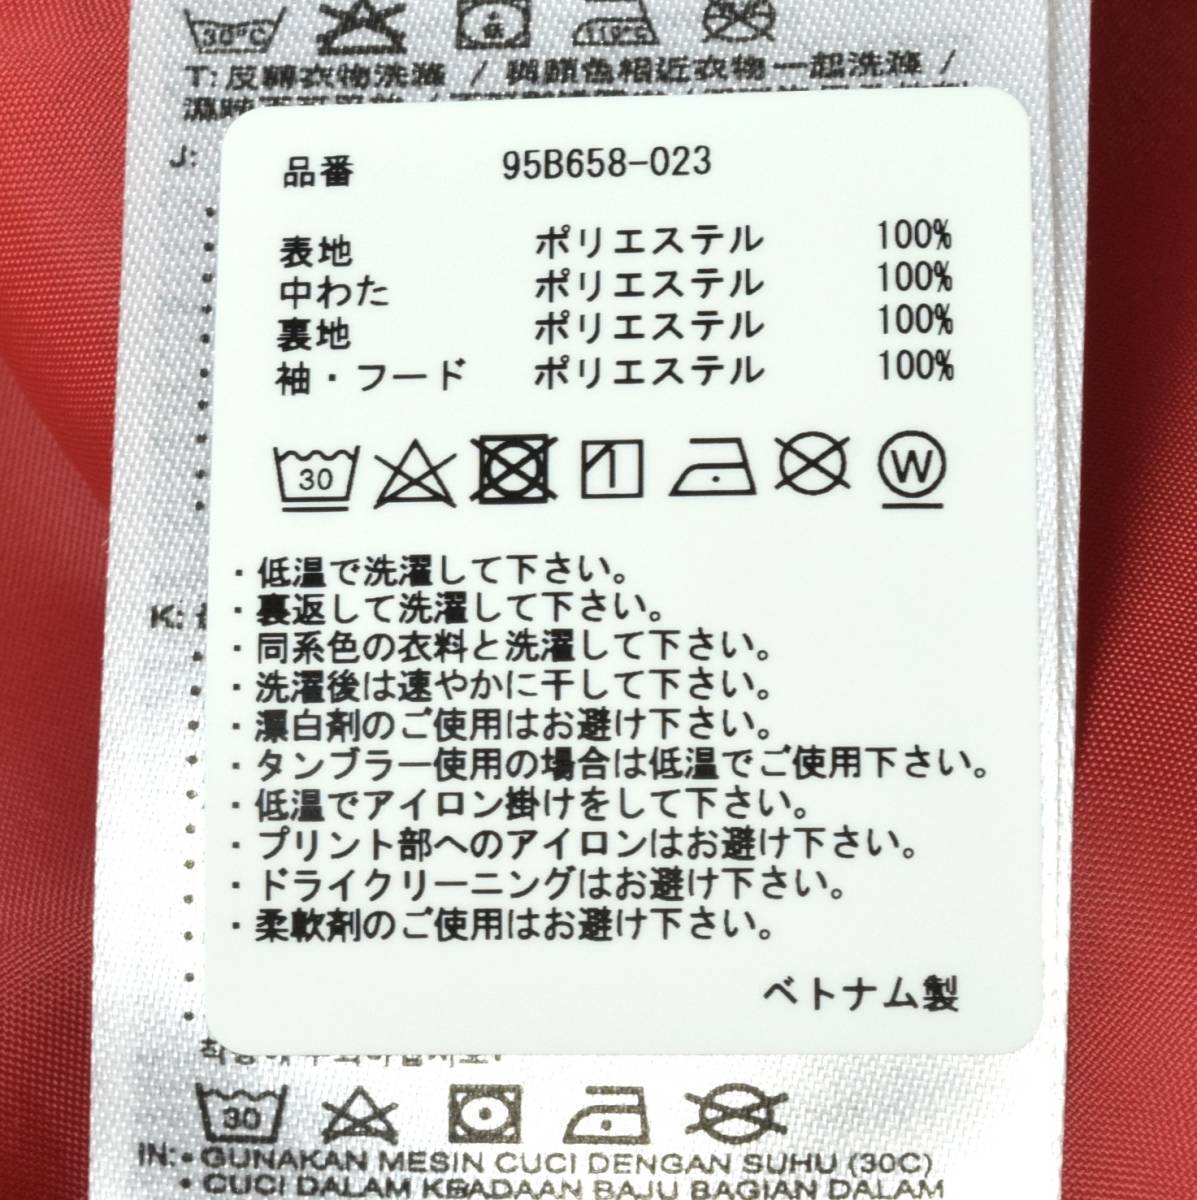 30°C
110°C
T: 反轉衣物洗滌 / 與顏色相近衣物一起洗滌 /
J:
品番 95B658-023
表地 ポリエステル 100%
中わた ポリエステル 100%
裏地 ポリエステル 100%
袖・フード ポリエステル 100%
30 W
・低温で洗濯して下さい。
・裏返して洗濯して下さい。
・同系色の衣料と洗濯して下さい。
・洗濯後は速やかに干して下さい。
・漂白剤のご使用はお避け下さい。
・タンブラー使用の場合は低温でご使用下さい。
・低温でアイロン掛けをして下さい。
・プリント部へのアイロンはお避け下さい。
・ドライクリーニングはお避け下さい。
・柔軟剤のご使用はお避け下さい。
ベトナム製
K:
30
IN:• GUNAKAN MESIN CUCI DENGAN SUHU (30C)
• CUCI DALAM KEADAAN BAJU BAGIAN DALAM